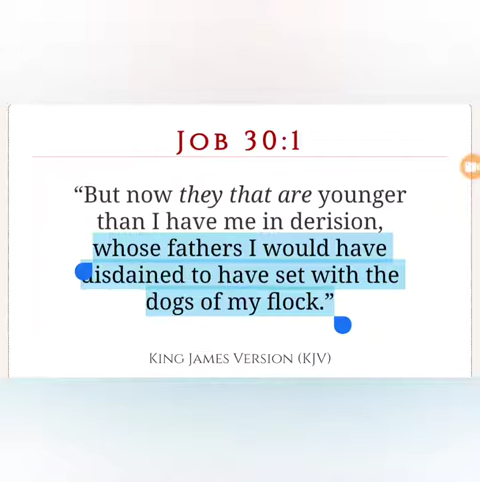 Job 30:1
“But now they that are younger
than I have me in derision,
whose fathers I would have
disdained to have set with the
dogs of my flock.”
King James Version (KJV)